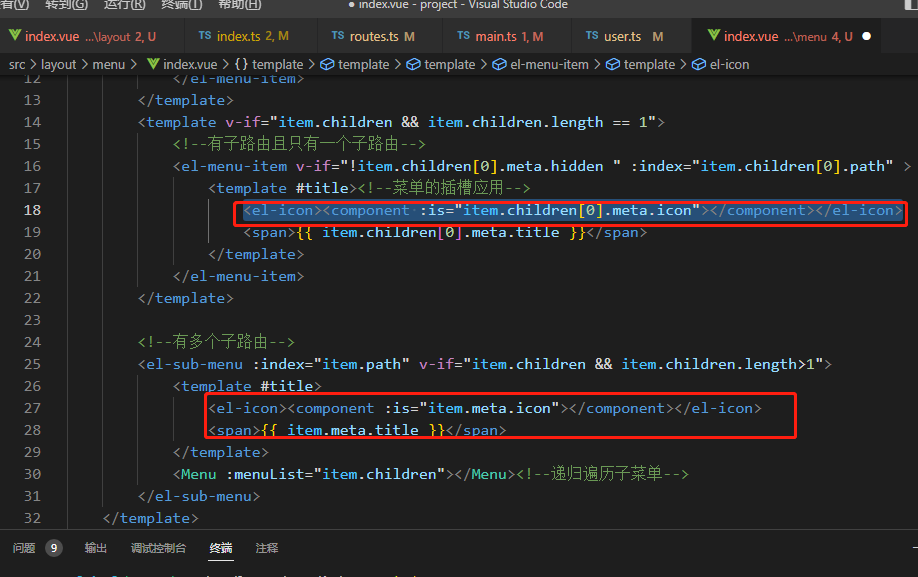 看(V) 转到(G) 运行(R) 终端(T) 帮助(H) ● index.vue - project - Visual Studio Code
index.vue ...\layout 2, U TS index.ts 2, M TS routes.ts M TS main.ts 1, M TS user.ts M index.vue ...\menu 4, U ●
src > layout > menu > index.vue > {} template > template > template > el-menu-item > template > el-icon
12 </el-menu-item>
13 </template>
14 <template v-if="item.children && item.children.length == 1">
15 <!--有子路由且只有一个子路由-->
16 <el-menu-item v-if="!item.children[0].meta.hidden " :index="item.children[0].path" >
17 <template #title><!--菜单的插槽应用-->
18 <el-icon><component :is="item.children[0].meta.icon"></component></el-icon>
19 <span>{{ item.children[0].meta.title }}</span>
20 </template>
21 </el-menu-item>
22 </template>
23
24 <!--有多个子路由-->
25 <el-sub-menu :index="item.path" v-if="item.children && item.children.length>1">
26 <template #title>
27 <el-icon><component :is="item.meta.icon"></component></el-icon>
28 <span>{{ item.meta.title }}</span>
29 </template>
30 <Menu :menuList="item.children"></Menu><!--递归遍历子菜单-->
31 </el-sub-menu>
32 </template>
问题 9 输出 调试控制台 终端 注释